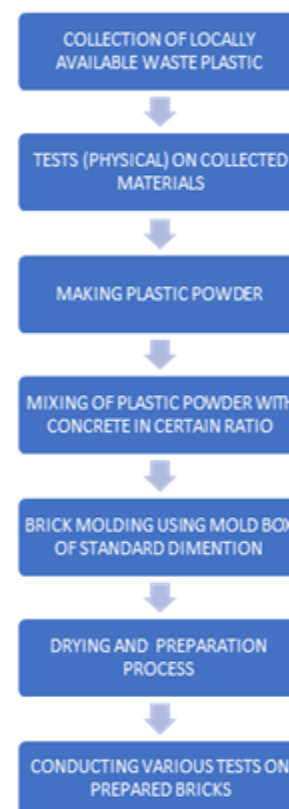 COLLECTION OF LOCALLY
AVAILABLE WASTE PLASTIC
TESTS (PHYSICAL) ON COLLECTED
MATERIALS
MAKING PLASTIC POWDER
MIXING OF PLASTIC POWDER WITH
CONCRETE IN CERTAIN RATIO
BRICK MOLDING USING MOLD BOX
OF STANDARD DIMENTION
DRYING AND PREPARATION
PROCESS
CONDUCTING VARIOUS TESTS ON
PREPARED BRICKS